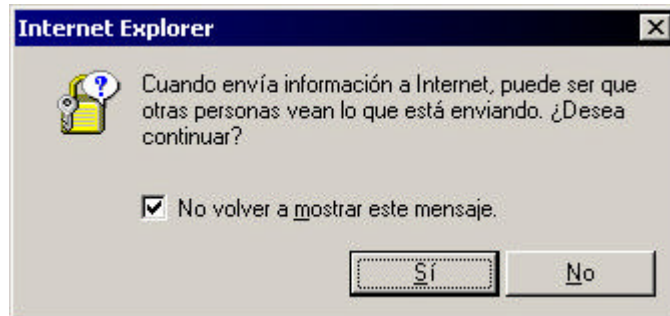 Internet Explorer
Cuando envía información a Internet, puede ser que
otras personas vean lo que está enviando. ¿Desea
continuar?
No volver a mostrar este mensaje.
Sí No